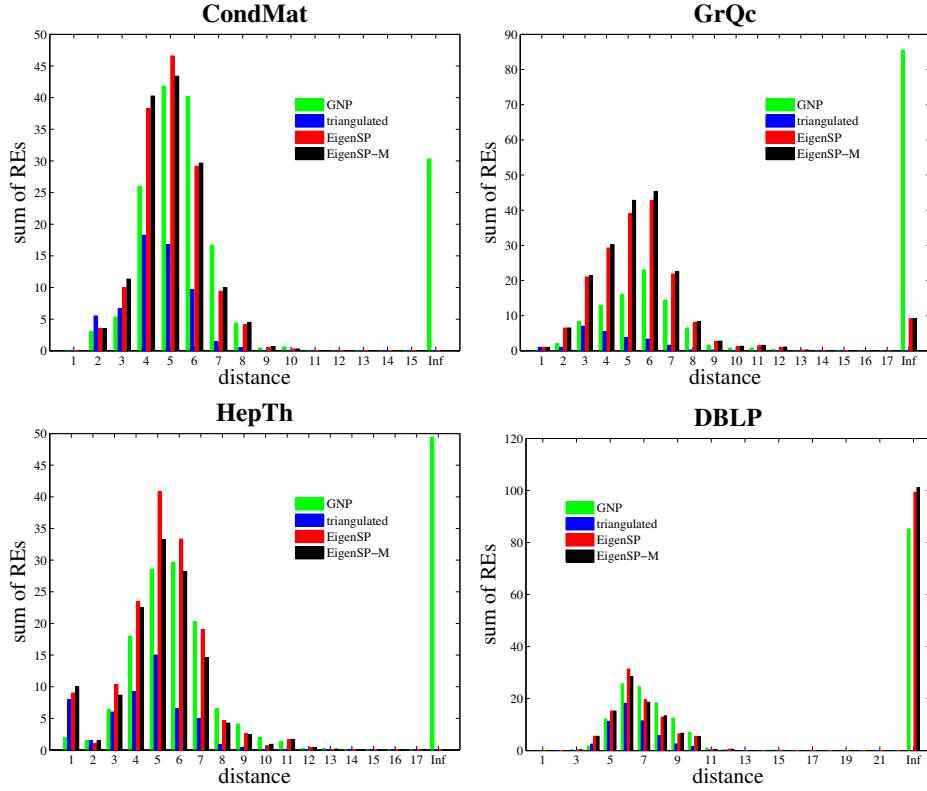 CondMat
50
45
40
35
30
25
20
15
10
5
0
sum of REs
GNP
triangulated
EigenSP
EigenSP-M
1 2 3 4 5 6 7 8 9 10 11 12 13 14 15 Inf
distance
GrQc
90
80
70
60
50
40
30
20
10
0
sum of REs
GNP
triangulated
EigenSP
EigenSP-M
1 2 3 4 5 6 7 8 9 10 11 12 13 14 15 16 17 Inf
distance
HepTh
50
45
40
35
30
25
20
15
10
5
0
sum of REs
GNP
triangulated
EigenSP
EigenSP-M
1 2 3 4 5 6 7 8 9 10 11 12 13 14 15 16 17 Inf
distance
DBLP
120
100
80
60
40
20
0
sum of REs
GNP
triangulated
EigenSP
EigenSP-M
1 3 5 7 9 11 13 15 17 19 21 Inf
distance